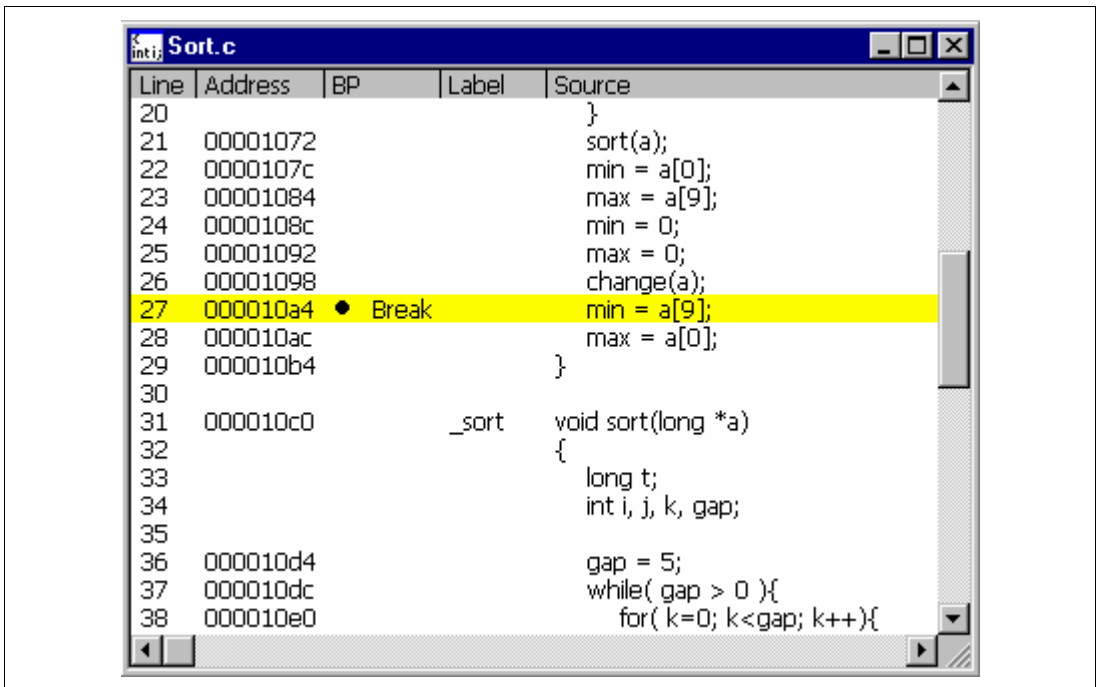 inti; Sort.c
Line Address BP Label Source
20 }
21 00001072 sort(a);
22 0000107c min = a[0];
23 00001084 max = a[9];
24 0000108c min = 0;
25 00001092 max = 0;
26 00001098 change(a);
27 000010a4 ● Break min = a[9];
28 000010ac max = a[0];
29 000010b4 }
30
31 000010c0 _sort void sort(long *a)
32 {
33 long t;
34 int i, j, k, gap;
35
36 000010d4 gap = 5;
37 000010dc while( gap > 0 ){
38 000010e0 for( k=0; k<gap; k++){